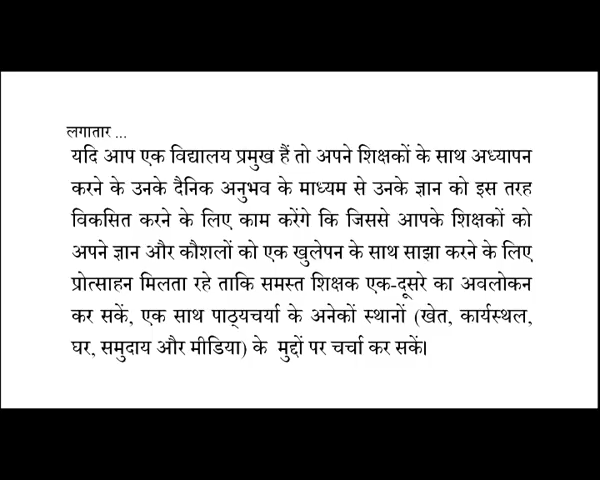 लगातार ...
यदि आप एक विद्यालय प्रमुख हैं तो अपने शिक्षकों के साथ अध्यापन
करने के उनके दैनिक अनुभव के माध्यम से उनके ज्ञान को इस तरह
विकसित करने के लिए काम करेंगे कि जिससे आपके शिक्षकों को
अपने ज्ञान और कौशलों को एक खुलेपन के साथ साझा करने के लिए
प्रोत्साहन मिलता रहे ताकि समस्त शिक्षक एक-दूसरे का अवलोकन
कर सकें, एक साथ पाठ्यचर्या के अनेकों स्थानों (खेत, कार्यस्थल,
घर, समुदाय और मीडिया) के मुद्दों पर चर्चा कर सकें।